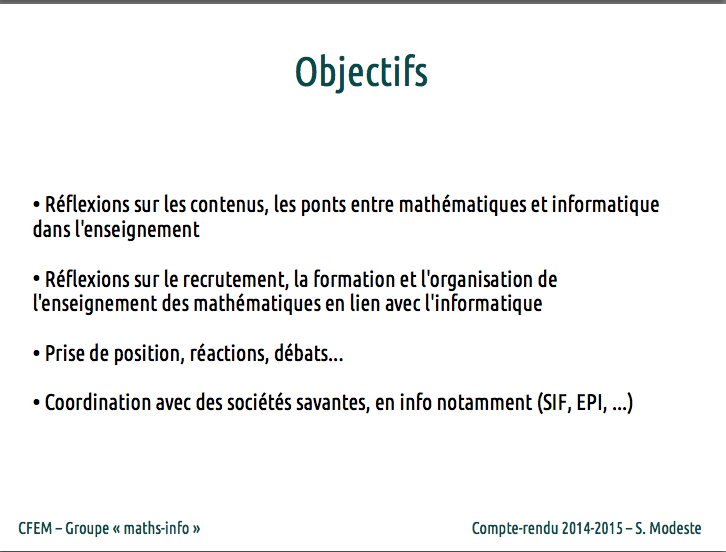 Objectifs
• Réflexions sur les contenus, les ponts entre mathématiques et informatique
dans l'enseignement
• Réflexions sur le recrutement, la formation et l'organisation de
l'enseignement des mathématiques en lien avec l'informatique
• Prise de position, réactions, débats...
• Coordination avec des sociétés savantes, en info notamment (SIF, EPI, ...)
CFEM – Groupe « maths-info »
Compte-rendu 2014-2015 – S. Modeste